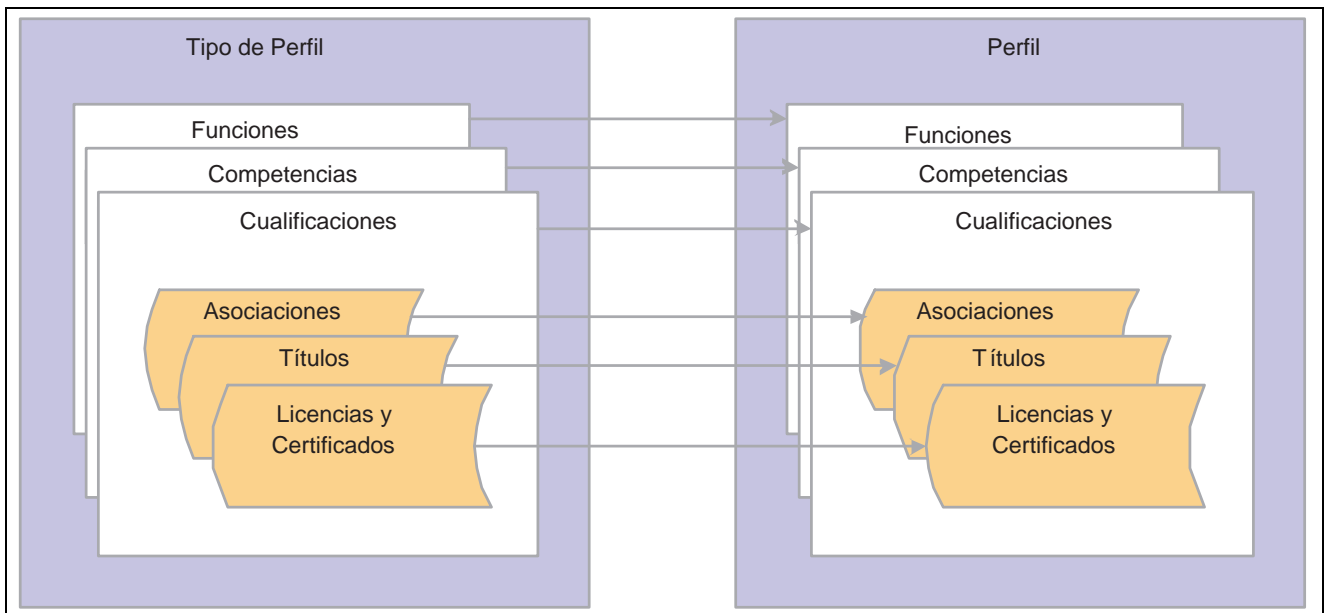 Tipo de Perfil
Funciones
Competencias
Cualificaciones
Asociaciones
Títulos
Licencias y
Certificados
Perfil
Funciones
Competencias
Cualificaciones
Asociaciones
Títulos
Licencias y
Certificados